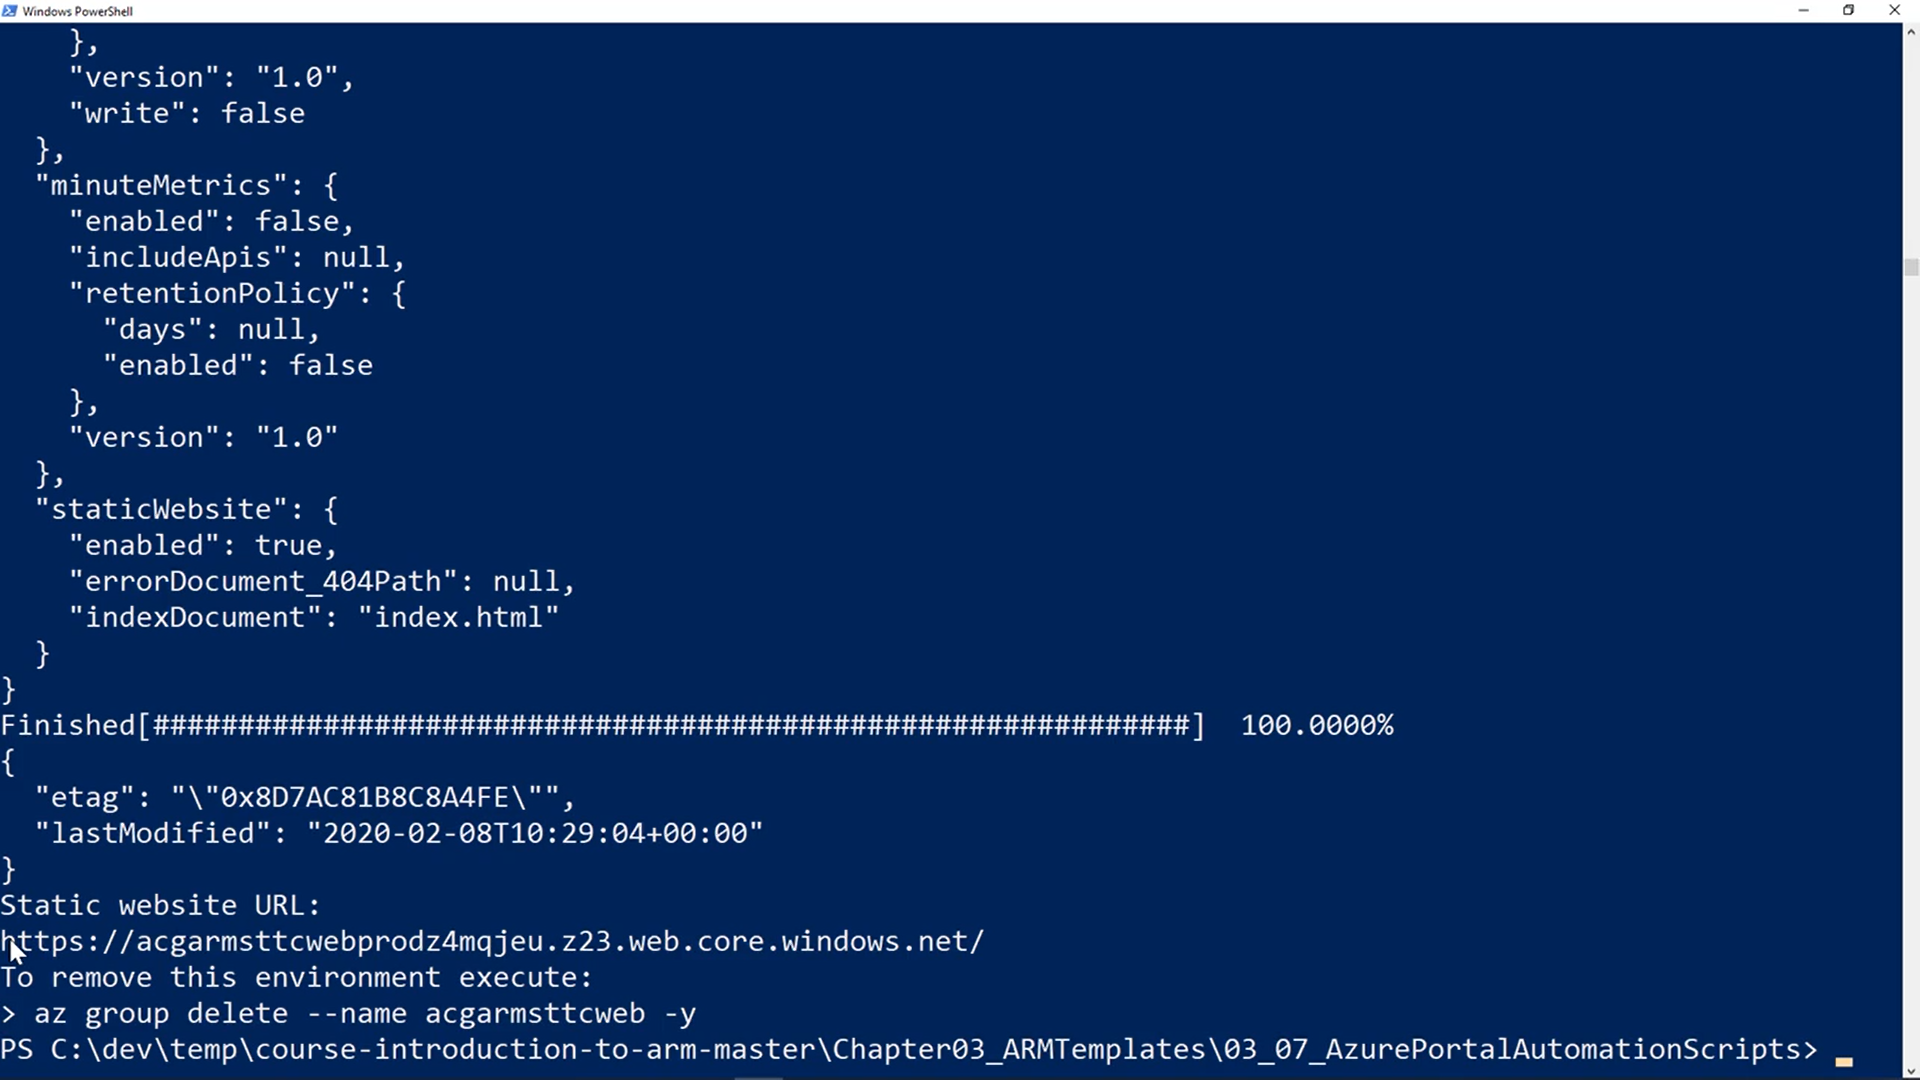 Windows PowerShell
},
"version": "1.0",
"write": false
},
"minuteMetrics": {
"enabled": false,
"includeApis": null,
"retentionPolicy": {
"days": null,
"enabled": false
},
"version": "1.0"
},
"staticWebsite": {
"enabled": true,
"errorDocument_404Path": null,
"indexDocument": "index.html"
}
}
Finished[#############################################################]  100.0000%
{
"etag": "\"0x8D7AC81B8C8A4FE\"",
"lastModified": "2020-02-08T10:29:04+00:00"
}
Static website URL:
https://acgarmsttcwebprodz4mqjeu.z23.web.core.windows.net/
To remove this environment execute:
> az group delete --name acgarmsttcweb -y
PS C:\dev\temp\course-introduction-to-arm-master\Chapter03_ARMTemplates\03_07_AzurePortalAutomationScripts>